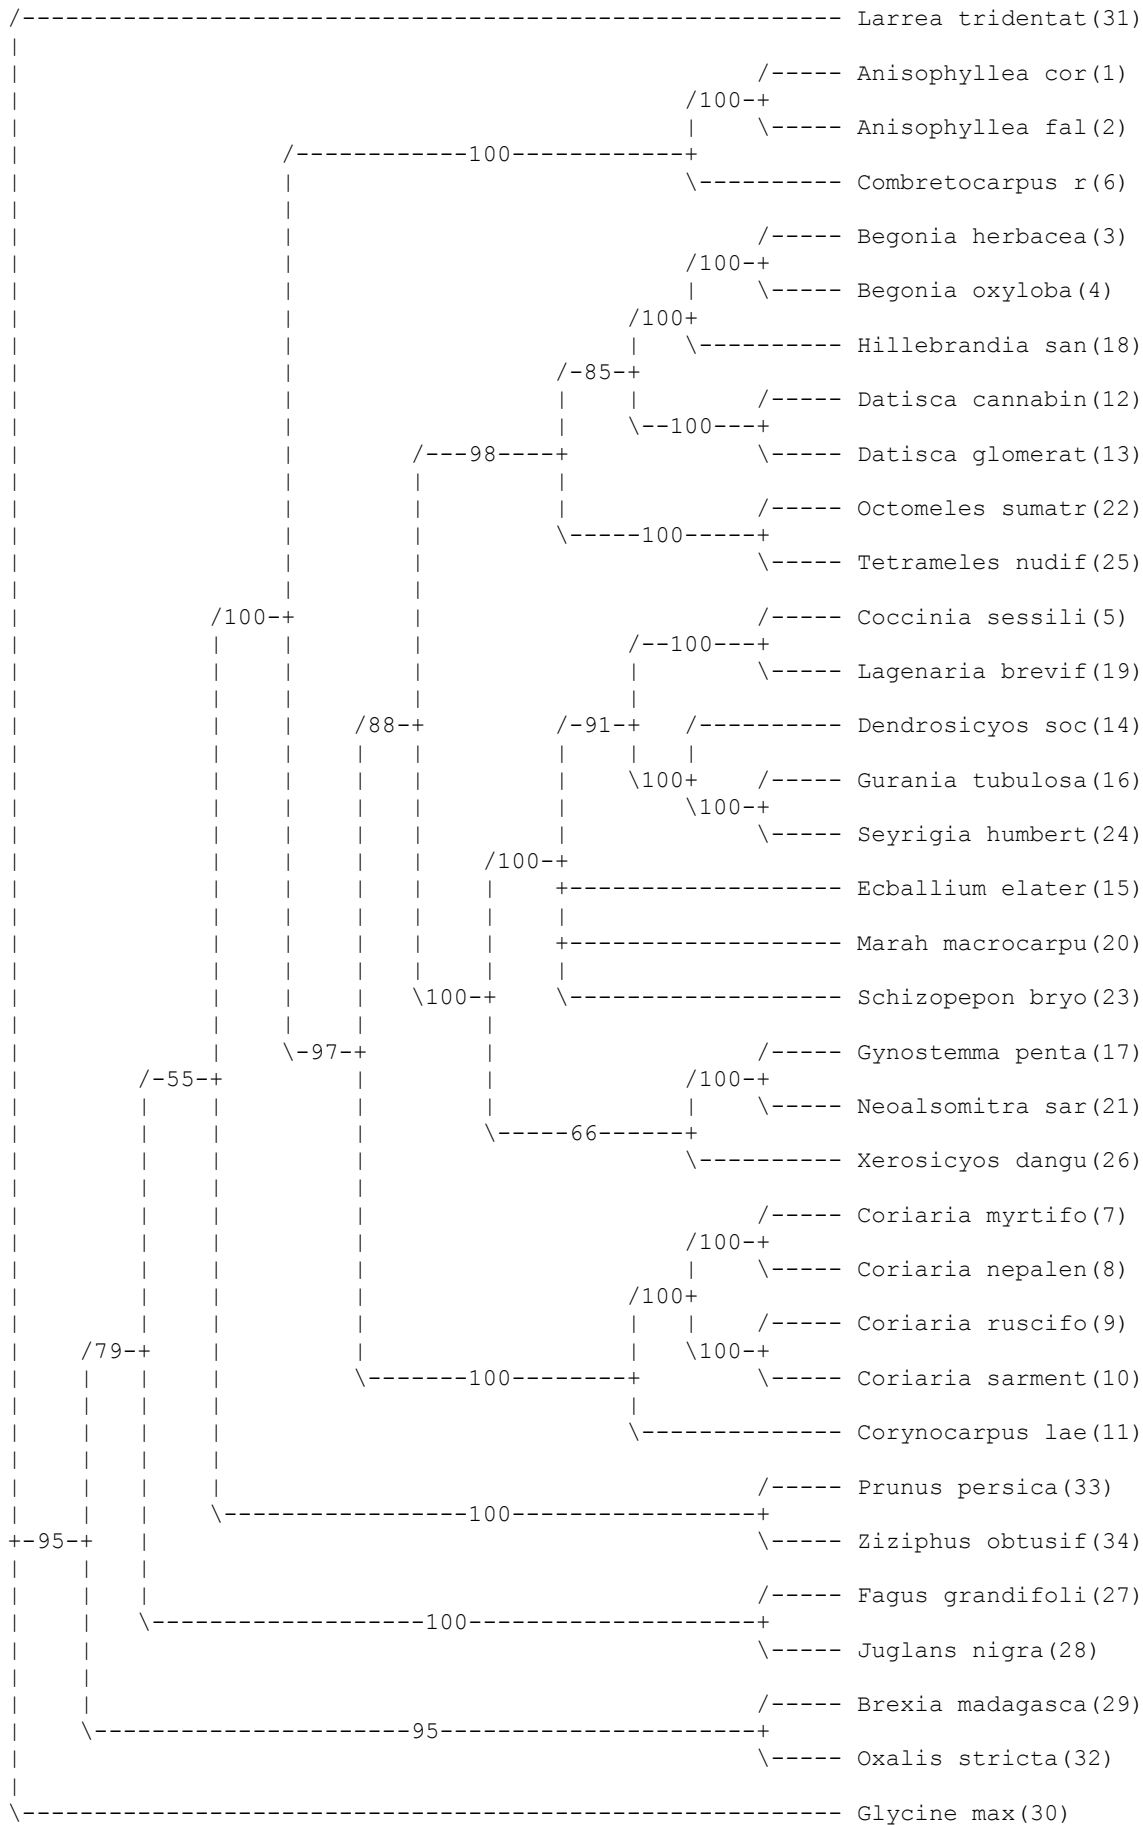 /--------------------------------------------------------- Larrea tridentat(31)
|
|                                                   /----- Anisophyllea cor(1)
|                                              /100-+
|                                              |    \----- Anisophyllea fal(2)
|                  /------------100------------+
|                  |                           \---------- Combretocarpus r(6)
|                  |
|                  |                                /----- Begonia herbacea(3)
|                  |                           /100-+
|                  |                           |    \----- Begonia oxyloba(4)
|                  |                       /100+
|                  |                       |   \---------- Hillebrandia san(18)
|                  |                  /-85-+
|                  |                  |    |        /----- Datisca cannabin(12)
|                  |                  |    \--100---+
|                  |        /---98----+             \----- Datisca glomerat(13)
|                  |        |         |
|                  |        |         |             /----- Octomeles sumatr(22)
|                  |        |         \-----100-----+
|                  |        |                       \----- Tetrameles nudif(25)
|                  |        |
|             /100-+        |                       /----- Coccinia sessili(5)
|             |    |        |              /--100---+
|             |    |        |              |        \----- Lagenaria brevif(19)
|             |    |        |              |
|             |    |   /88-+         /-91-+   /---------- Dendrosicyos soc(14)
|             |    |   |    |         |    |   |
|             |    |   |    |         |    \100+    /----- Gurania tubulosa(16)
|             |    |   |    |         |        \100-+
|             |    |   |    |         |             \----- Seyrigia humbert(24)
|             |    |   |    |    /100-+
|             |    |   |    |    |    +------------------- Ecballium elater(15)
|             |    |   |    |    |    |
|             |    |   |    |    |    +------------------- Marah macrocarpu(20)
|             |    |   |    |    |    |
|             |    |   |    \100-+    \------------------- Schizopepon bryo(23)
|             |    |   |         |
|             |    \-97-+        |                  /----- Gynostemma penta(17)
|        /-55-+         |        |             /100-+
|        |    |         |        |             |    \----- Neoalsomitra sar(21)
|        |    |         |        \-----66------+
|        |    |         |                      \---------- Xerosicyos dangu(26)
|        |    |         |
|        |    |         |                           /----- Coriaria myrtifo(7)
|        |    |         |                      /100-+
|        |    |         |                      |    \----- Coriaria nepalen(8)
|        |    |         |                  /100+
|        |    |         |                  |   |    /----- Coriaria ruscifo(9)
|    /79-+    |         |                  |   \100-+
|    |   |    |         \-------100--------+        \----- Coriaria sarment(10)
|    |   |    |                            |
|    |   |    |                            \-------------- Corynocarpus lae(11)
|    |   |    |
|    |   |    |                                     /----- Prunus persica(33)
|    |   |    \-----------------100-----------------+
+-95-+   |                                          \----- Ziziphus obtusif(34)
|    |   |
|    |   |                                          /----- Fagus grandifoli(27)
|    |   \-------------------100--------------------+
|    |                                              \----- Juglans nigra(28)
|    |
|    |                                              /----- Brexia madagasca(29)
|    \----------------------95----------------------+
|                                                   \----- Oxalis stricta(32)
|
\--------------------------------------------------------- Glycine max(30)